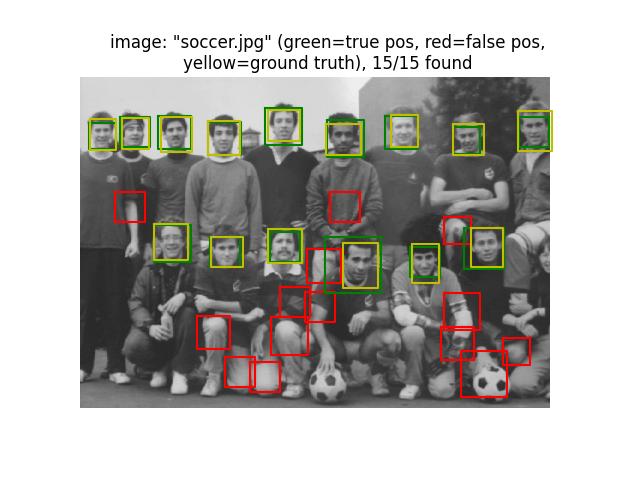 image: "soccer.jpg" (green=true pos, red=false pos,
yellow=ground truth), 15/15 found